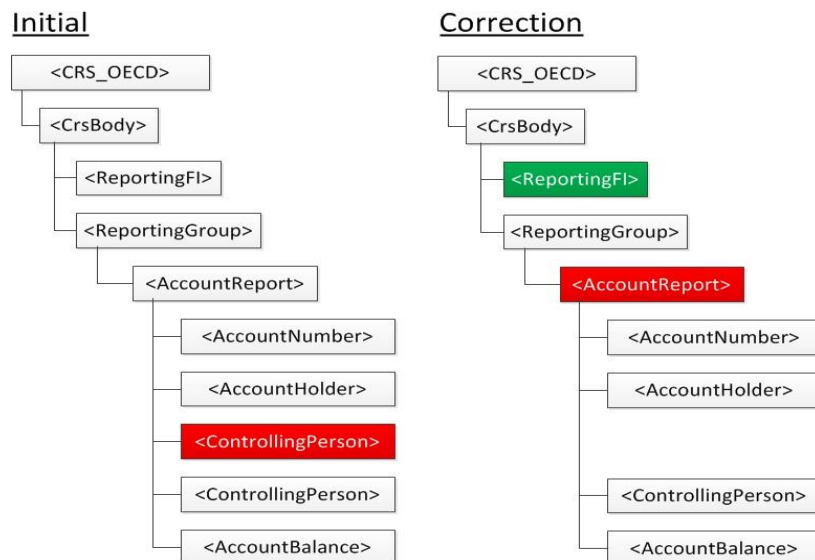 Initial
<CRS_OECD>
<CrsBody>
<ReportingFI>
<ReportingGroup>
<AccountReport>
<AccountNumber>
<AccountHolder>
<ControllingPerson>
<ControllingPerson>
<AccountBalance>
Correction
<CRS_OECD>
<CrsBody>
<ReportingFI>
<ReportingGroup>
<AccountReport>
<AccountNumber>
<AccountHolder>
<ControllingPerson>
<AccountBalance>